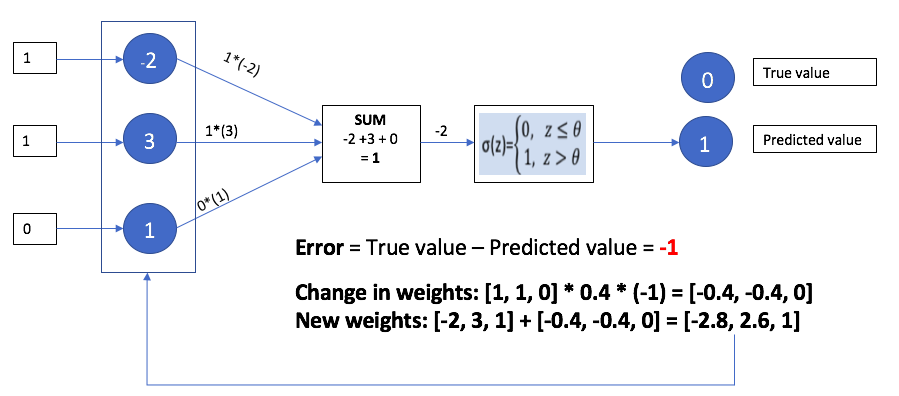 1
-2
1*(-2)
0
True value
1
3
1*(3)
SUM
-2 +3 + 0
= 1
-2
σ(z)={0, z ≤ θ
1, z > θ
1
Predicted value
0
1
0*(1)
Error = True value – Predicted value = -1
Change in weights: [1, 1, 0] * 0.4 * (-1) = [-0.4, -0.4, 0]
New weights: [-2, 3, 1] + [-0.4, -0.4, 0] = [-2.8, 2.6, 1]